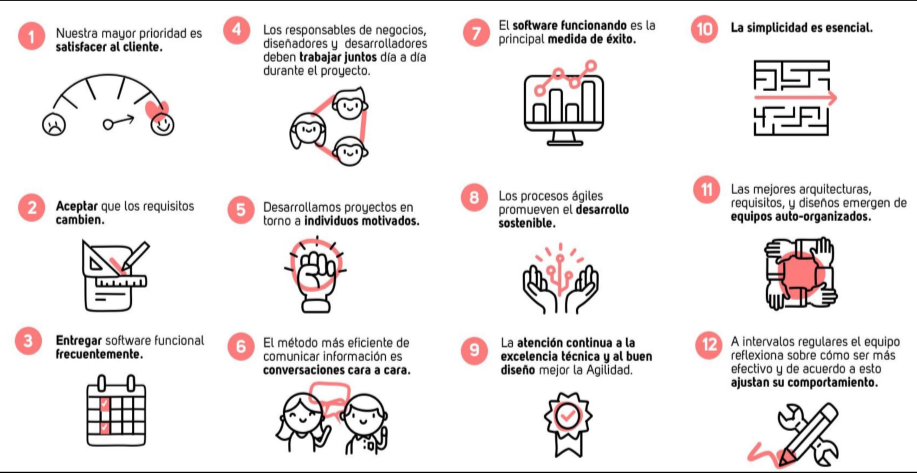 1
Nuestra mayor prioridad es
satisfacer al cliente.
2
Aceptar que los requisitos
cambien.
3
Entregar software funcional
frecuentemente.
4
Los responsables de negocios,
diseñadores y desarrolladores
deben trabajar juntos día a día
durante el proyecto.
5
Desarrollamos proyectos en
torno a individuos motivados.
6
El método más eficiente de
comunicar información es
conversaciones cara a cara.
7
El software funcionando es la
principal medida de éxito.
8
Los procesos ágiles
promueven el desarrollo
sostenible.
9
La atención continua a la
excelencia técnica y al buen
diseño mejor la Agilidad.
10
La simplicidad es esencial.
11
Las mejores arquitecturas,
requisitos, y diseños emergen de
equipos auto-organizados.
12
A intervalos regulares el equipo
reflexiona sobre cómo ser más
efectivo y de acuerdo a esto
ajustan su comportamiento.